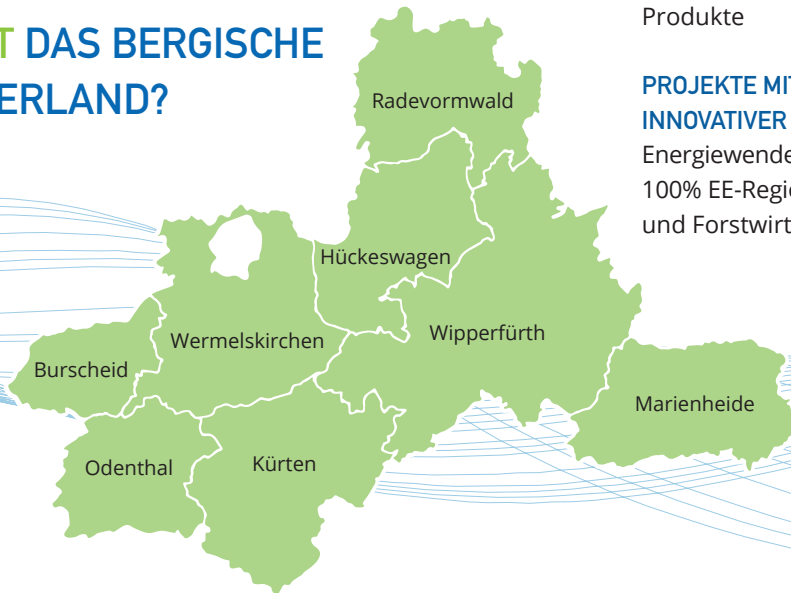 T DAS BERGISCHE
ERLAND?
Produkte
PROJEKTE MIT
INNOVATIVER
Energiewende
100% EE-Regi
und Forstwirt
Radevormwald
Hückeswagen
Wermelskirchen
Wipperfürth
Burscheid
Marienheide
Odenthal
Kürten